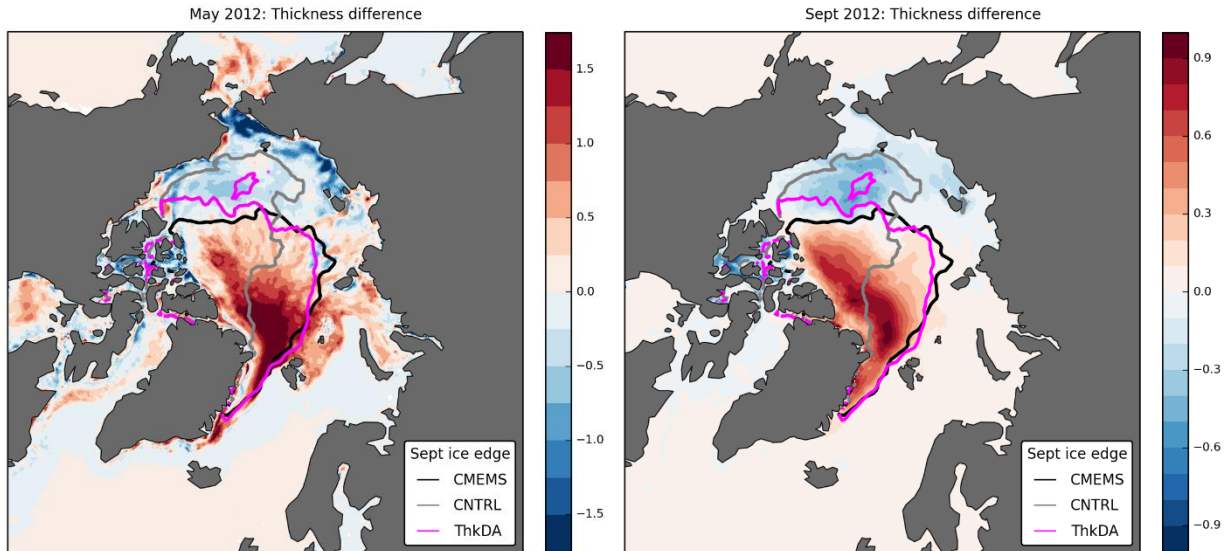 May 2012: Thickness difference
1.5
1.0
0.5
0.0
−0.5
−1.0
−1.5
Sept ice edge
CMEMS
CNTRL
ThkDA
Sept 2012: Thickness difference
0.9
0.6
0.3
0.0
−0.3
−0.6
−0.9
Sept ice edge
CMEMS
CNTRL
ThkDA